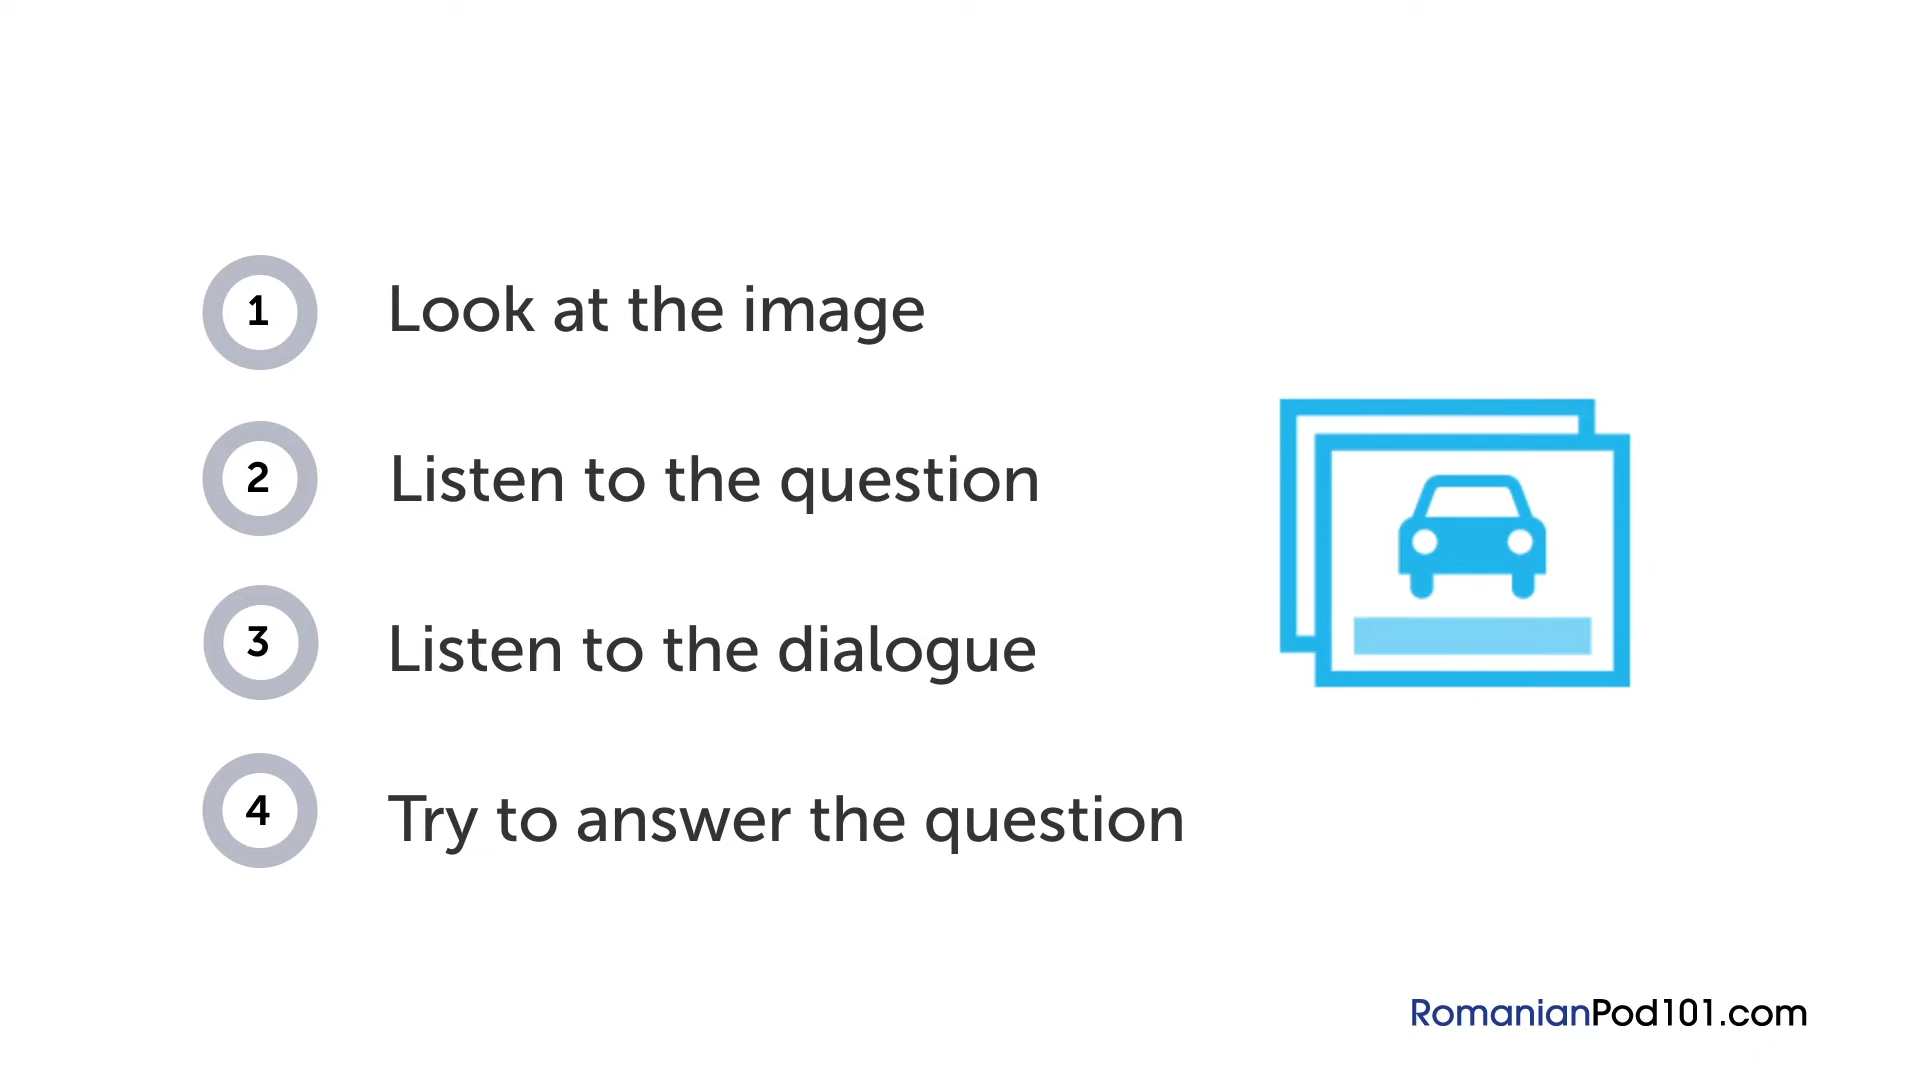 1 Look at the image
2 Listen to the question
3 Listen to the dialogue
4 Try to answer the question
RomanianPod101.com